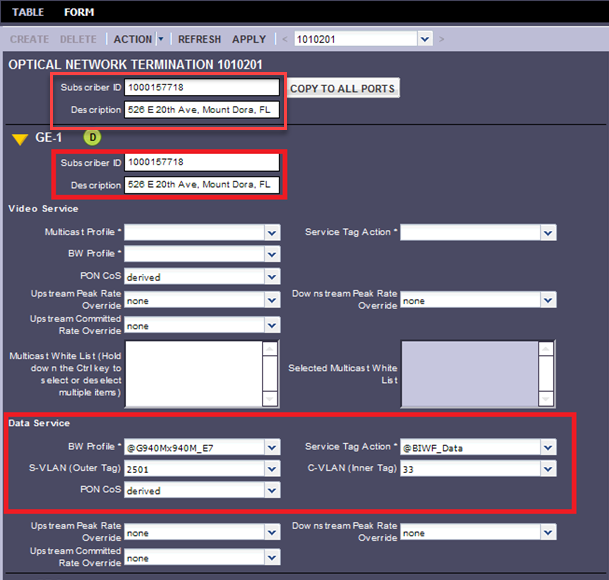 TABLE FORM
CREATE DELETE ACTION REFRESH APPLY < 1010201 >
OPTICAL NETWORK TERMINATION 1010201
Subscriber ID 1000157718 COPY TO ALL PORTS
Description 526 E 20th Ave, Mount Dora, FL
GE-1 D
Subscriber ID 1000157718
Description 526 E 20th Ave, Mount Dora, FL
Video Service
Multicast Profile * Service Tag Action *
BW Profile *
PON CoS derived
Upstream Peak Rate Override none Downstream Peak Rate Override none
Upstream Committed Rate Override none
Multicast White List (Hold
down the Ctrl key to
select or deselect
multiple items)
Selected Multicast White
List
Data Service
BW Profile * @G940Mx940M_E7 Service Tag Action * @BIWF_Data
S-VLAN (Outer Tag) 2501 C-VLAN (Inner Tag) 33
PON CoS derived
Upstream Peak Rate Override none Downstream Peak Rate Override none
Upstream Committed Rate Override none